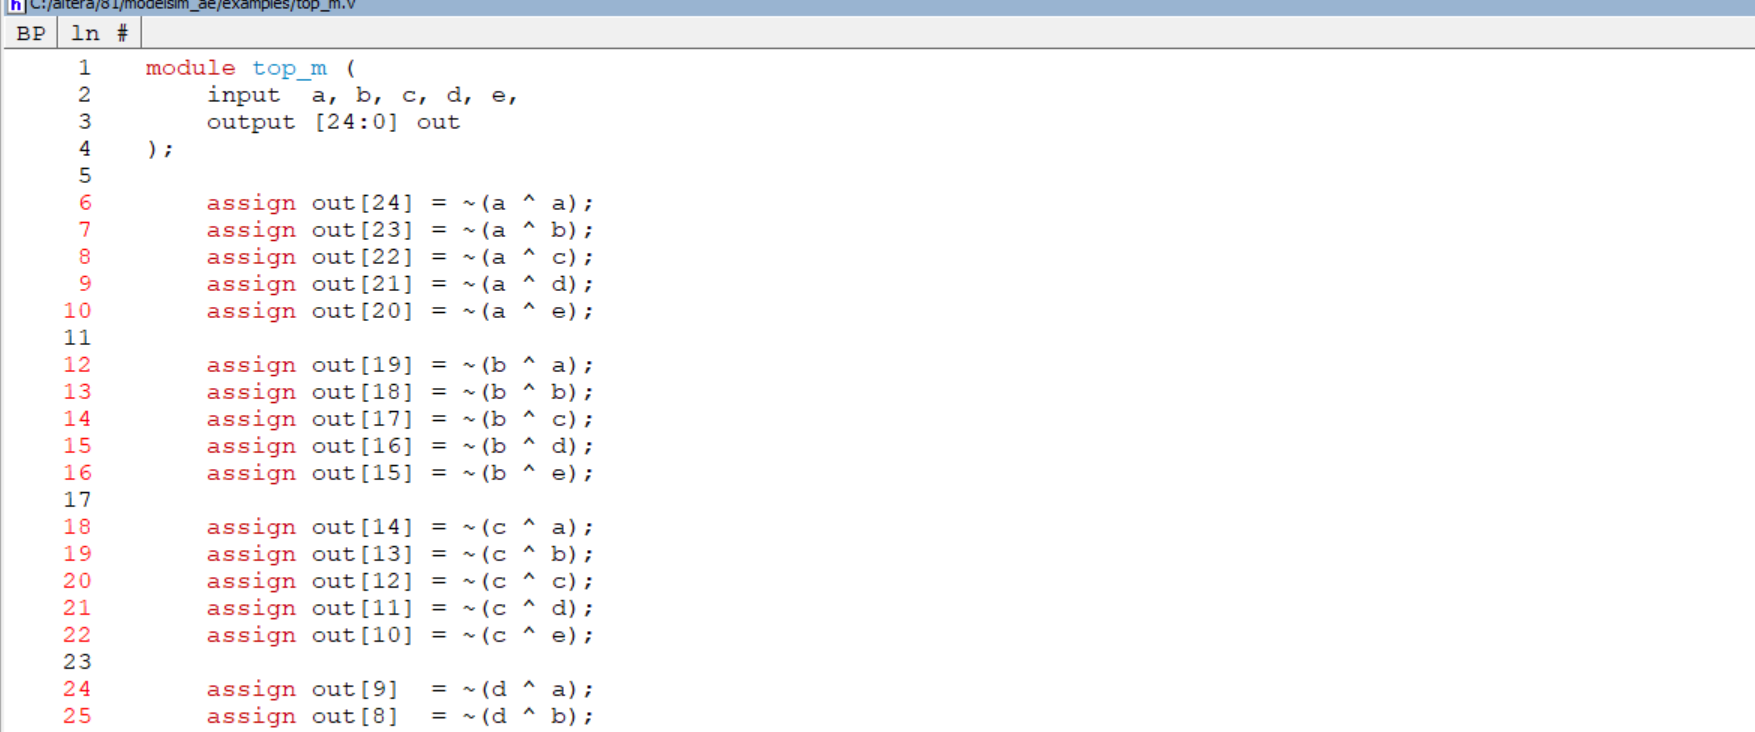 C:/altera/81/modelsim_ae/examples/top_m.v
BP ln #
1 module top_m (
2 input  a, b, c, d, e,
3 output [24:0] out
4 );
5
6 assign out[24] = ~(a ^ a);
7 assign out[23] = ~(a ^ b);
8 assign out[22] = ~(a ^ c);
9 assign out[21] = ~(a ^ d);
10 assign out[20] = ~(a ^ e);
11
12 assign out[19] = ~(b ^ a);
13 assign out[18] = ~(b ^ b);
14 assign out[17] = ~(b ^ c);
15 assign out[16] = ~(b ^ d);
16 assign out[15] = ~(b ^ e);
17
18 assign out[14] = ~(c ^ a);
19 assign out[13] = ~(c ^ b);
20 assign out[12] = ~(c ^ c);
21 assign out[11] = ~(c ^ d);
22 assign out[10] = ~(c ^ e);
23
24 assign out[9]  = ~(d ^ a);
25 assign out[8]  = ~(d ^ b);